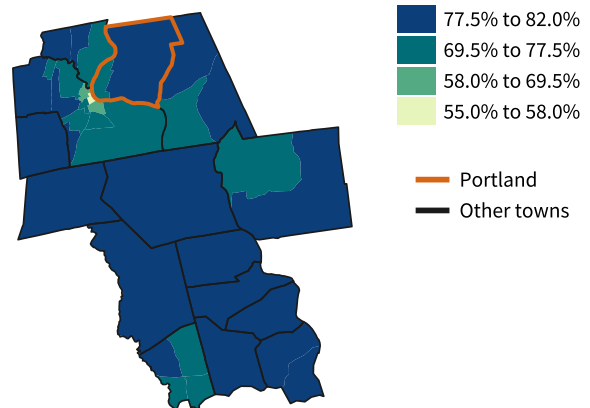 77.5% to 82.0%
69.5% to 77.5%
58.0% to 69.5%
55.0% to 58.0%
Portland
Other towns